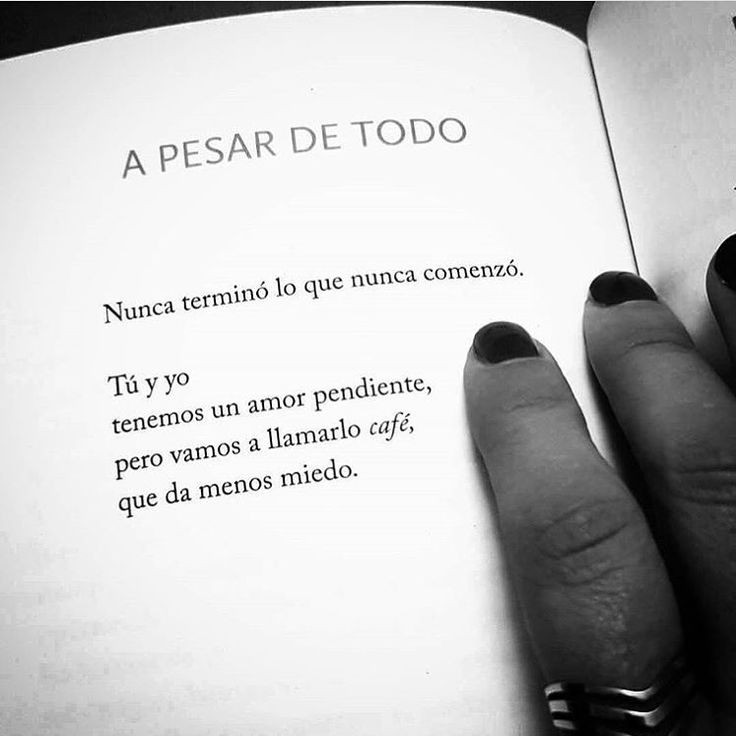 A PESAR DE TODO
Nunca terminó lo que nunca comenzó.
Tú y yo
tenemos un amor pendiente,
pero vamos a llamarlo café,
que da menos miedo.